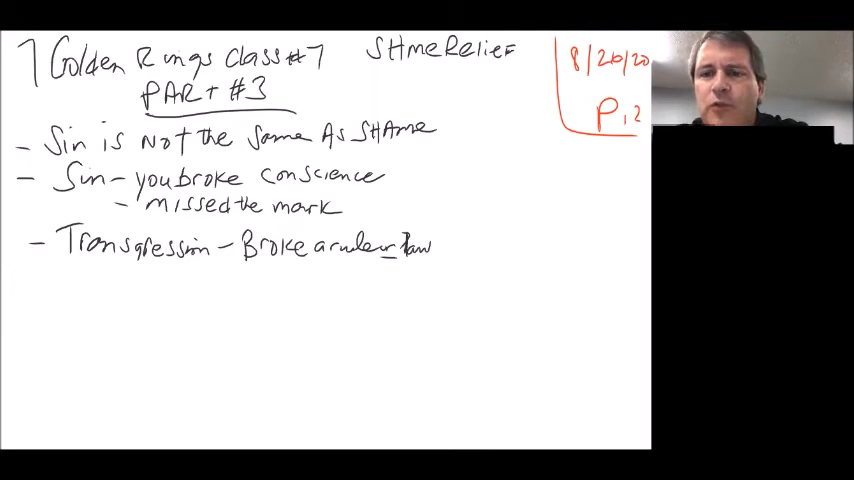 7 Golden Rings Class #7 SHmeRelieF
PARt #3
8/20/20
P.12
- Sin is Not the Same As SHAme
- Sin - you broke conscience
- missed the mark
- Transgression - Broke a rule or law